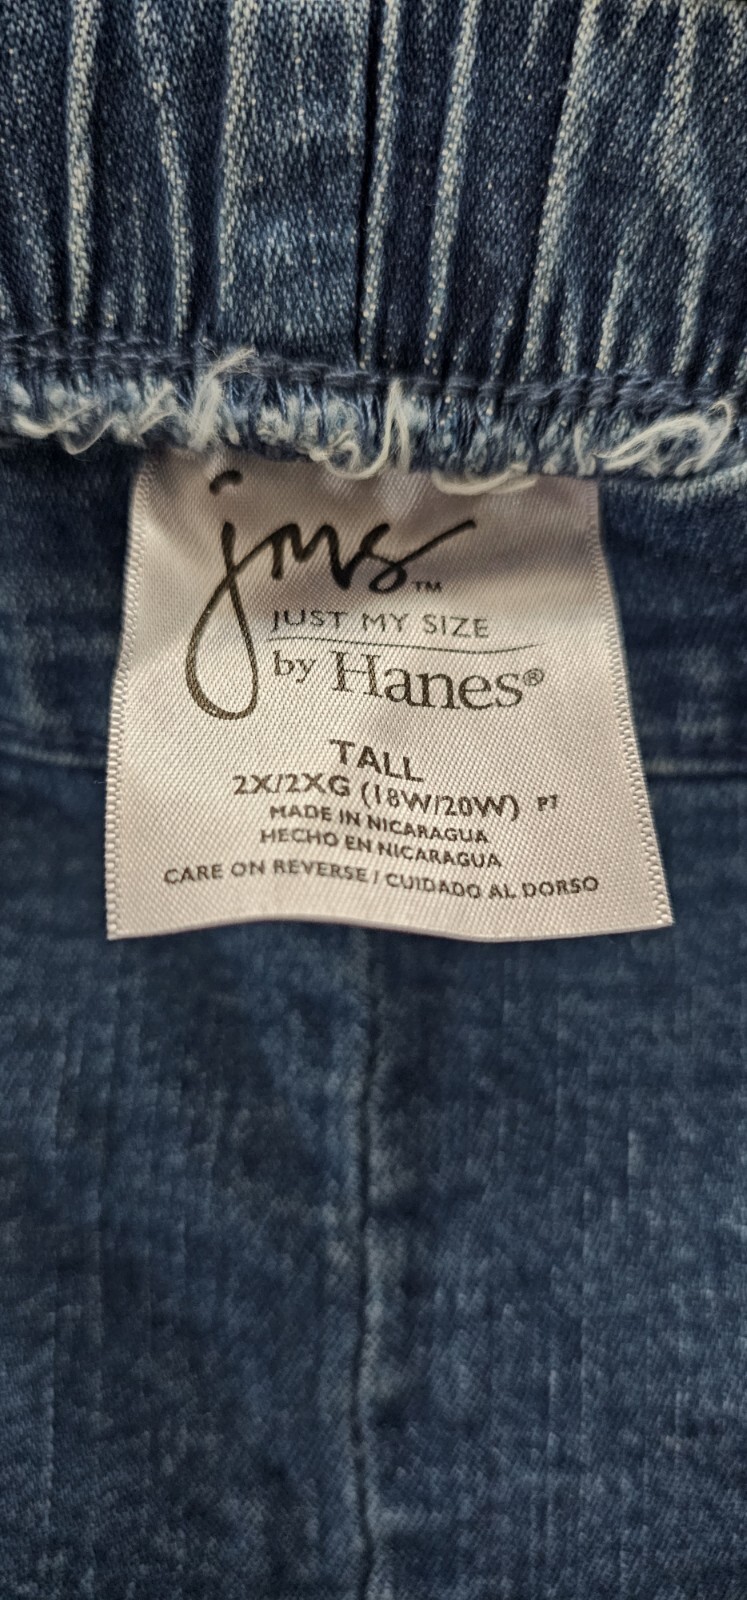 jms™
JUST MY SIZE
by Hanes®
TALL
2X/2XG (18W/20W) PT
MADE IN NICARAGUA
HECHO EN NICARAGUA
CARE ON REVERSE / CUIDADO AL DORSO